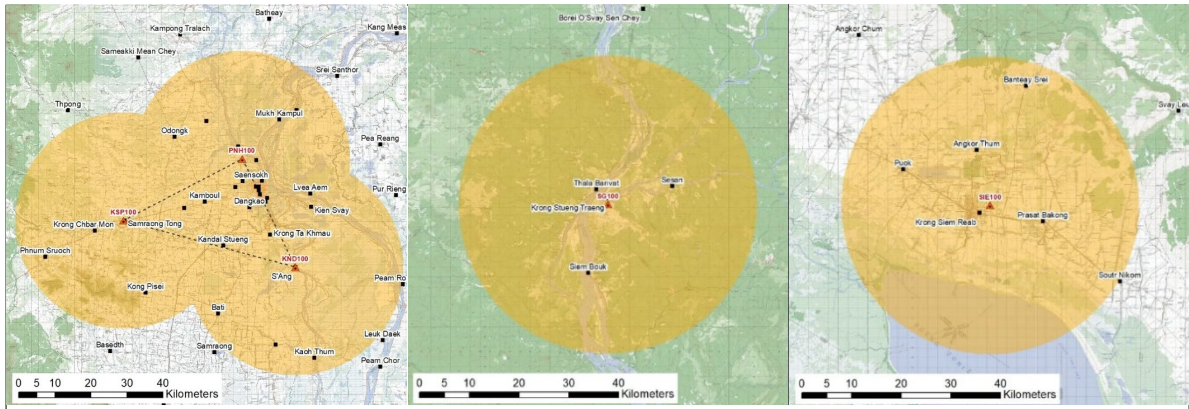 Batheay
Kampong Tralach
Kang Meas
Sameakki Mean Chey
Srei Santhor
Thpong
Mukh Kampul
Odongk
Pea Reang
PNH100
Saensokh
Lvea Aem
Pur Rieng
Kamboul
Dangkao
Kien Svay
KSP100
Samraong Tong
Krong Chbar Mon
Krong Ta Khmau
Kandal Stueng
Phnum Sruoch
KND100
S'Ang
Peam Ro
Kong Pisei
Bati
Leuk Daek
Basedth
Samraong
Kaoh Thum
Peam Chor
0 5 10 20 30 40
Kilometers
Borei O'Svay Sen Chey
Thala Barivat
Sesan
SG100
Krong Stueng Traeng
Siem Bouk
0 5 10 20 30 40
Kilometers
Angkor Chum
Banteay Srei
Svay Leu
Angkor Thum
Puok
SIE100
Krong Siem Reab
Prasat Bakong
Soutr Nikom
0 5 10 20 30 40
Kilometers